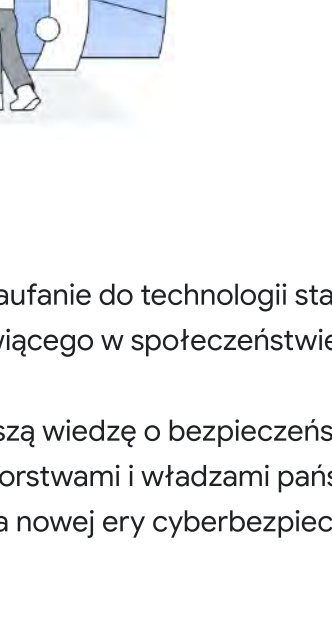 aufanie do technologii sta
wiącego w społeczeństwie
szą wiedzę o bezpieczeńs
orstwami i władzami pańs
a nowej ery cyberbezpiec